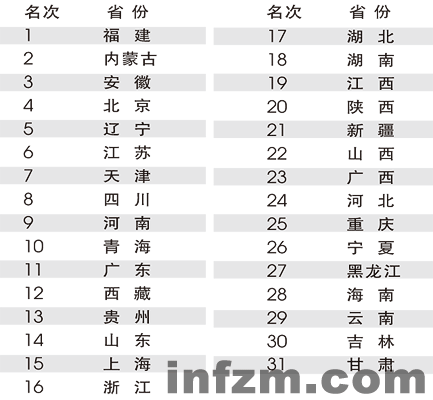 名次 省份
1 福建
2 内蒙古
3 安徽
4 北京
5 辽宁
6 江苏
7 天津
8 四川
9 河南
10 青海
11 广东
12 西藏
13 贵州
14 山东
15 上海
16 浙江
名次 省份
17 湖北
18 湖南
19 江西
20 陕西
21 新疆
22 山西
23 广西
24 河北
25 重庆
26 宁夏
27 黑龙江
28 海南
29 云南
30 吉林
31 甘肃
infzm.com